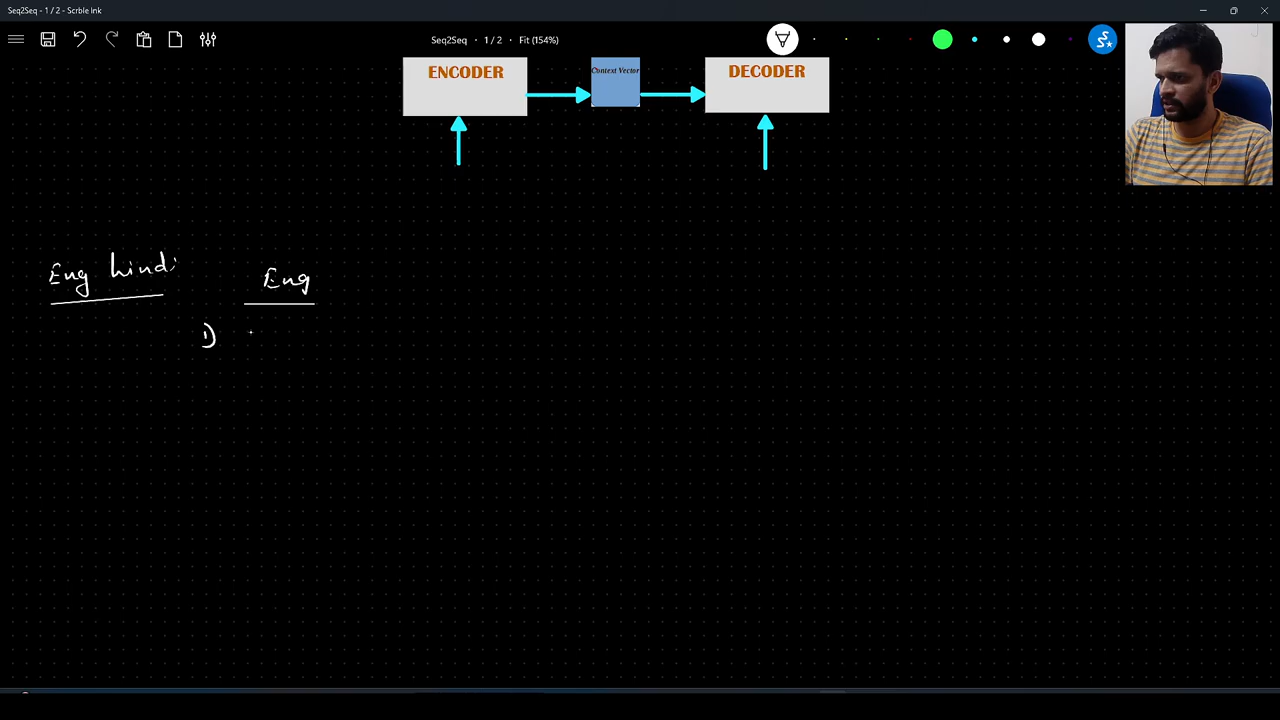 Seq2Seq - 1 / 2 - Scrble Ink
Seq2Seq • 1 / 2 • Fit (154%)
ENCODER
Context Vector
DECODER
Eng hindi
Eng
1)